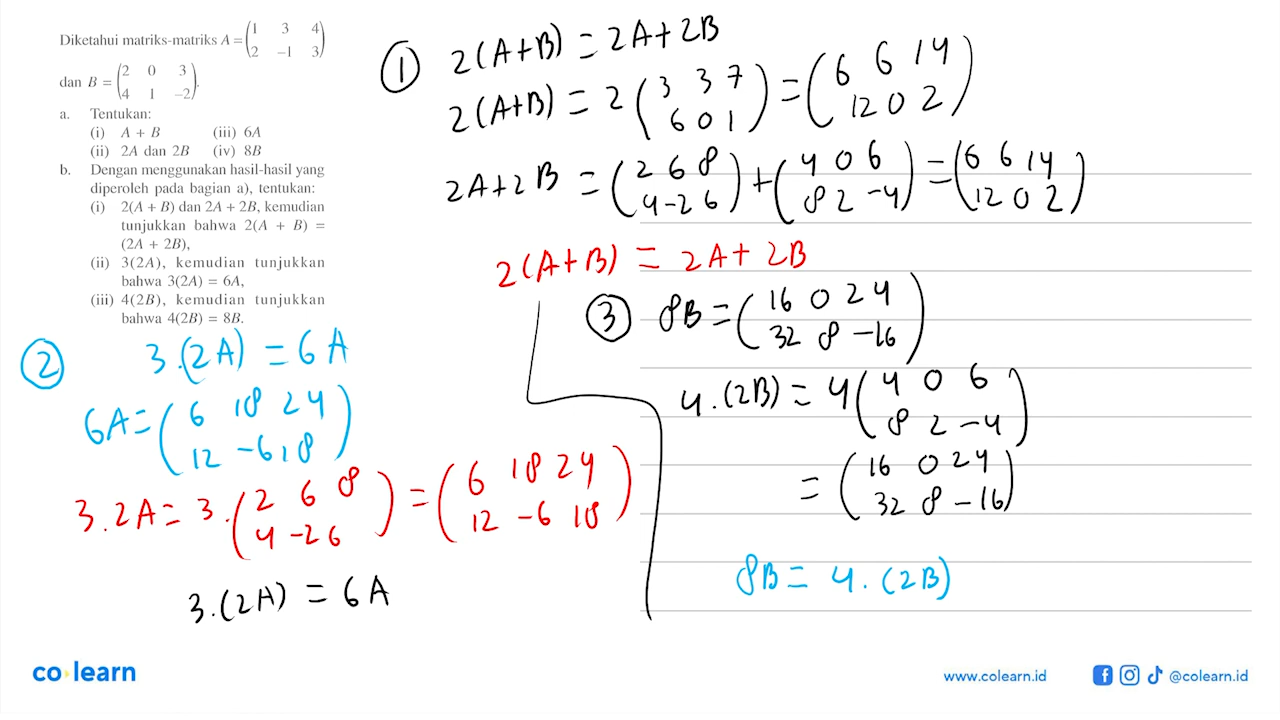 Diketahui matriks-matriks A = (1 3 4
2 -1 3)
dan B = (2 0 3
4 1 -2).
a. Tentukan:
(i) A + B (iii) 6A
(ii) 2A dan 2B (iv) 8B
b. Dengan menggunakan hasil-hasil yang
diperoleh pada bagian a), tentukan:
(i) 2(A + B) dan 2A + 2B, kemudian
tunjukkan bahwa 2(A + B) =
(2A + 2B),
(ii) 3(2A), kemudian tunjukkan
bahwa 3(2A) = 6A,
(iii) 4(2B), kemudian tunjukkan
bahwa 4(2B) = 8B.
1 2(A+B) = 2A+2B
2(A+B) = 2 (3 3 7
6 0 1) = (6 6 14
12 0 2)
2A+2B = (2 6 8
4 -2 6) + (4 0 6
8 2 -4) = (6 6 14
12 0 2)
2(A+B) = 2A+2B
2 3.(2A) = 6A
6A = (6 18 24
12 -6 18)
3.2A = 3.(2 6 8
4 -2 6) = (6 18 24
12 -6 18)
3.(2A) = 6A
3 8B = (16 0 24
32 8 -16)
4.(2B) = 4 (4 0 6
8 2 -4)
= (16 0 24
32 8 -16)
8B = 4.(2B)
co learn
www.colearn.id
@colearn.id